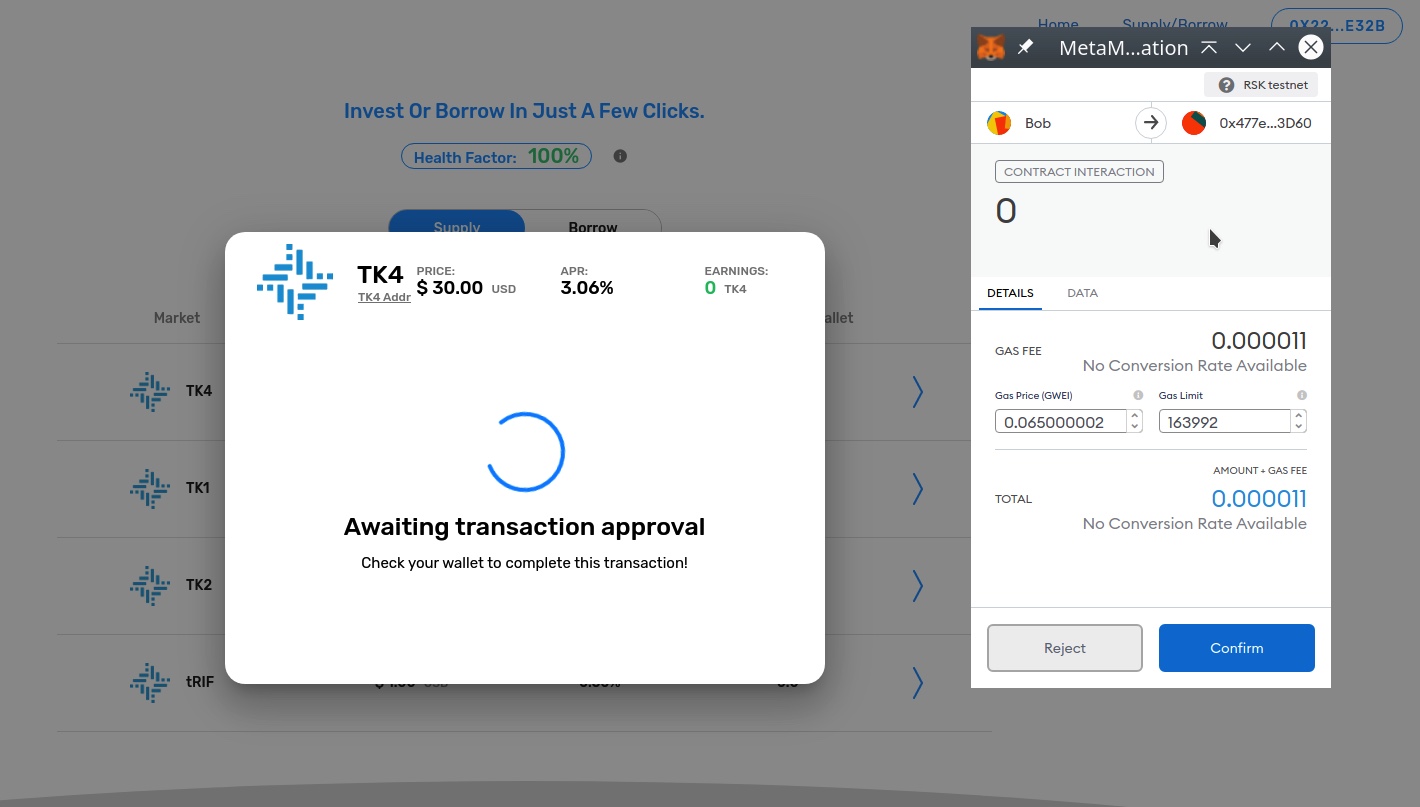 Home Supply/Borrow 0X22...E32B
MetaM...ation
RSK testnet
Bob 0x477e...3D60
CONTRACT INTERACTION
0
DETAILS DATA
GAS FEE 0.000011
No Conversion Rate Available
Gas Price (GWEI) Gas Limit
0.065000002 163992
AMOUNT + GAS FEE
TOTAL 0.000011
No Conversion Rate Available
Reject Confirm
Invest Or Borrow In Just A Few Clicks.
Health Factor: 100%
Supply Borrow
TK4 PRICE: APR: EARNINGS:
TK4 Addr $ 30.00 USD 3.06% 0 TK4
Awaiting transaction approval
Check your wallet to complete this transaction!
Market
TK4
TK1
TK2
tRIF